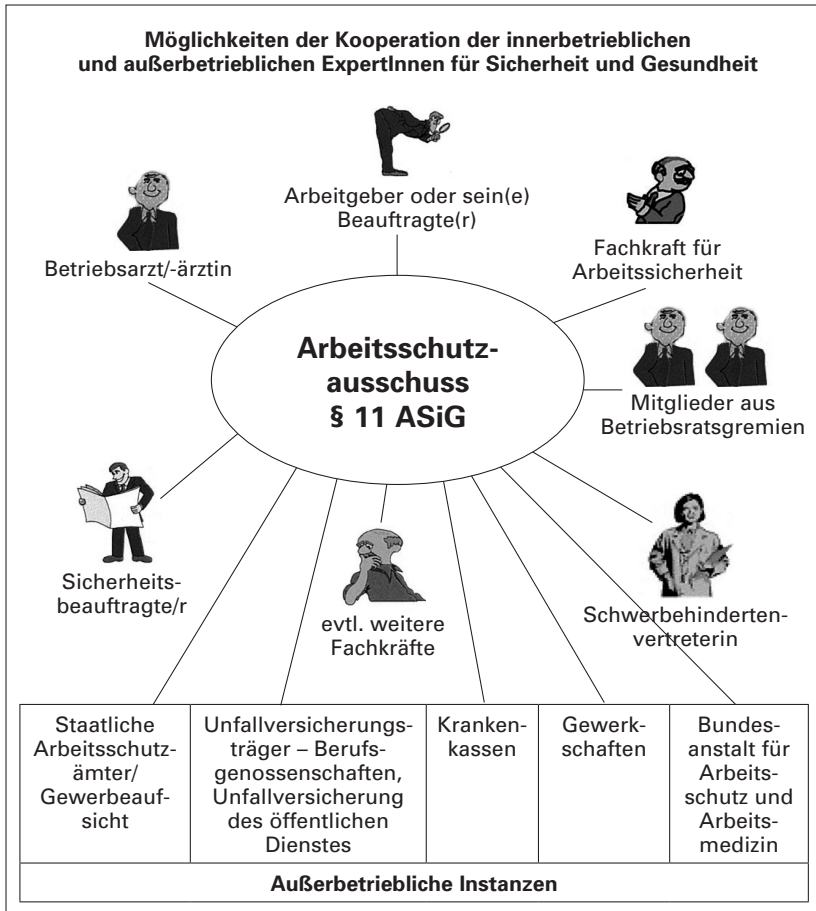 Möglichkeiten der Kooperation der innerbetrieblichen
und außerbetrieblichen ExpertInnen für Sicherheit und Gesundheit
Arbeitgeber oder sein(e)
Beauftragte(r)
Betriebsarzt/-ärztin
Fachkraft für
Arbeitssicherheit
Arbeitsschutz-
ausschuss
§ 11 ASiG
Mitglieder aus
Betriebsratsgremien
Sicherheits-
beauftragte/r
evtl. weitere
Fachkräfte
Schwerbehinderten-
vertreterin
Staatliche
Arbeitsschutz-
ämter/
Gewerbeauf-
sicht
Unfallversicherungs-
träger – Berufs-
genossenschaften,
Unfallversicherung
des öffentlichen
Dienstes
Kranken-
kassen
Gewerk-
schaften
Bundes-
anstalt für
Arbeits-
schutz und
Arbeits-
medizin
Außerbetriebliche Instanzen